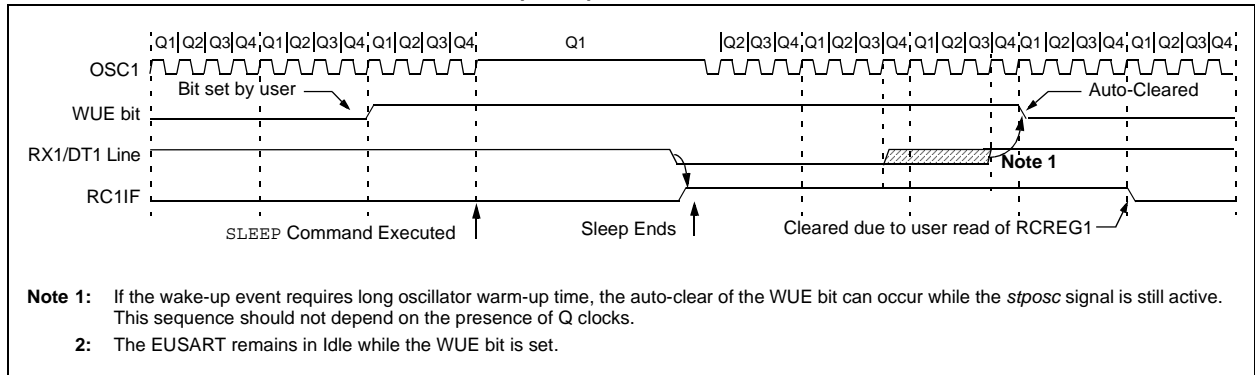 Q1 Q2 Q3 Q4 Q1 Q2 Q3 Q4 Q1 Q2 Q3 Q4 Q1 Q2 Q3 Q4 Q1 Q2 Q3 Q4 Q1 Q2 Q3 Q4 Q1 Q2 Q3 Q4
OSC1
Bit set by user
Auto-Cleared
WUE bit
RX1/DT1 Line
Note 1
RC1IF
SLEEP Command Executed
Sleep Ends
Cleared due to user read of RCREG1
Note 1: If the wake-up event requires long oscillator warm-up time, the auto-clear of the WUE bit can occur while the stposc signal is still active.
This sequence should not depend on the presence of Q clocks.
2: The EUSART remains in Idle while the WUE bit is set.